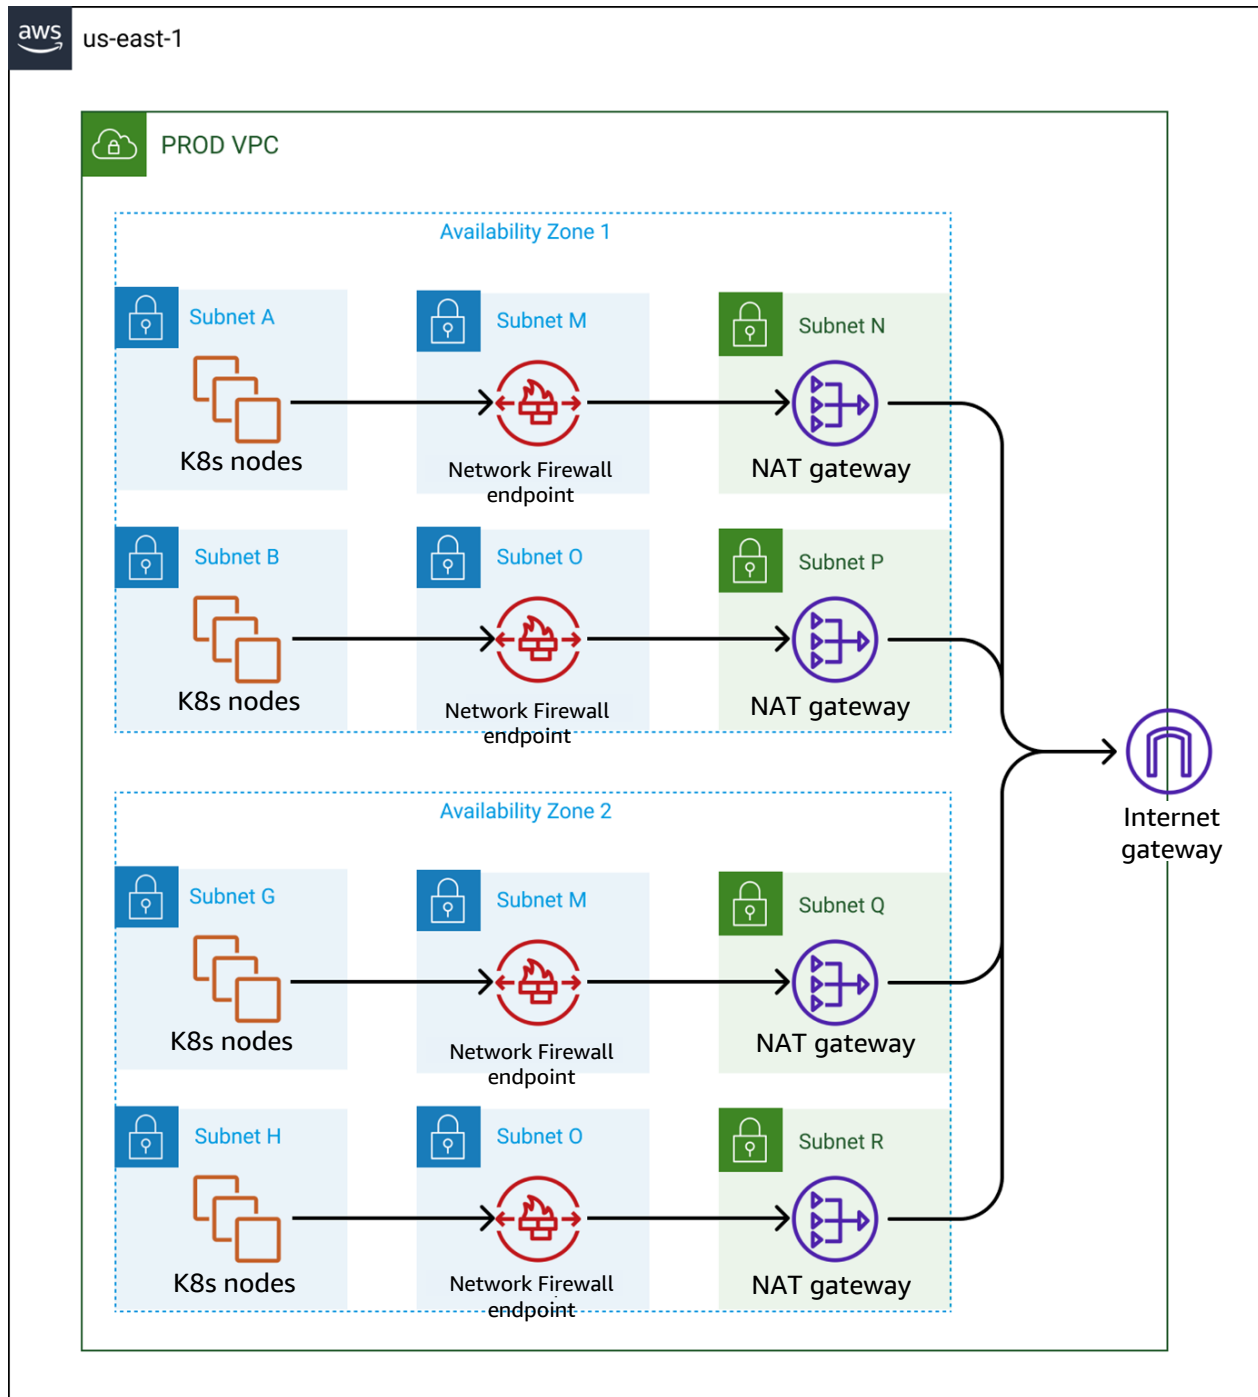 aws
us-east-1
PROD VPC
Availability Zone 1
Subnet A
Subnet M
Subnet N
K8s nodes
Network Firewall
endpoint
NAT gateway
Subnet B
Subnet O
Subnet P
K8s nodes
Network Firewall
endpoint
NAT gateway
Internet
gateway
Availability Zone 2
Subnet G
Subnet M
Subnet Q
K8s nodes
Network Firewall
endpoint
NAT gateway
Subnet H
Subnet O
Subnet R
K8s nodes
Network Firewall
endpoint
NAT gateway